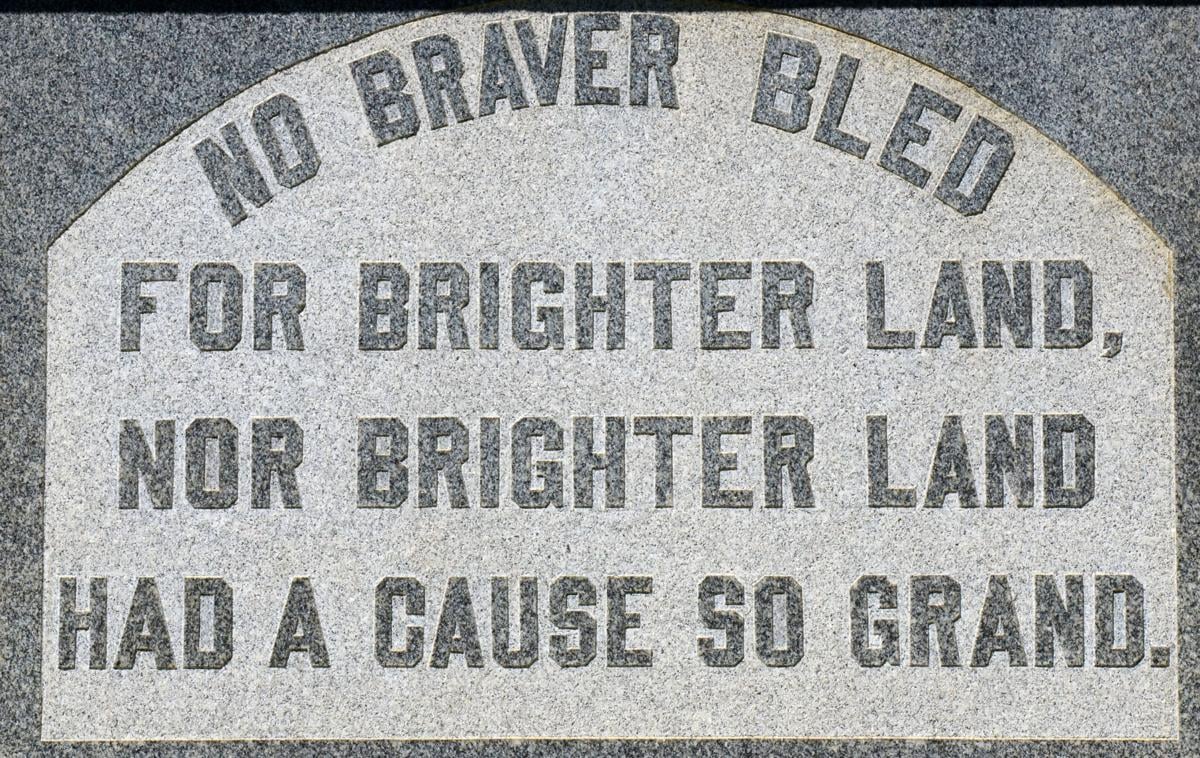 NO BRAVER BLED
FOR BRIGHTER LAND,
NOR BRIGHTER LAND
HAD A CAUSE SO GRAND.